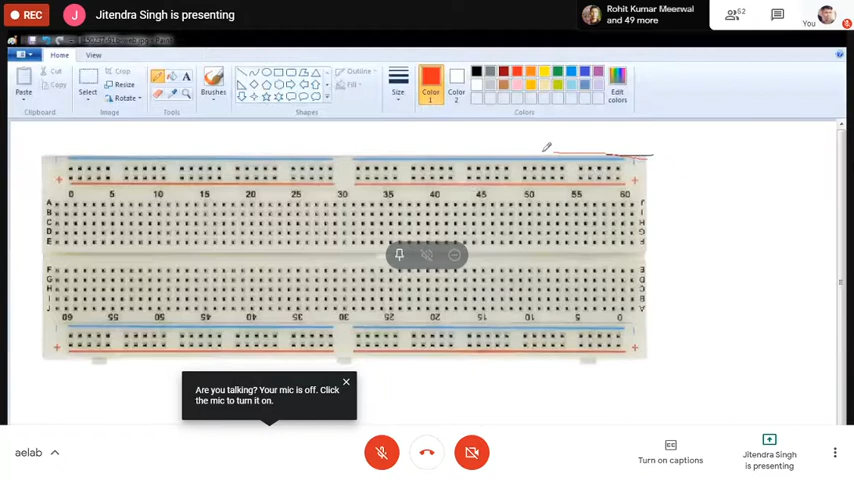 REC
J Jitendra Singh is presenting
Rohit Kumar Meerwal
and 49 more
62
You
Home View
Paste Cut Copy
Select Crop Resize Rotate
Brushes
Outline
Fill
Size Color 1 Color 2 Edit colors
Clipboard Image Tools Shapes Colors
+ +
0 5 10 15 20 25 30 35 40 45 50 55 60
A J
B I
C H
D G
E F
F E
G D
H C
I B
J A
60 55 50 45 40 35 30 25 20 15 10 5 0
+ +
Are you talking? Your mic is off. Click
the mic to turn it on.
aelab
Turn on captions
Jitendra Singh
is presenting